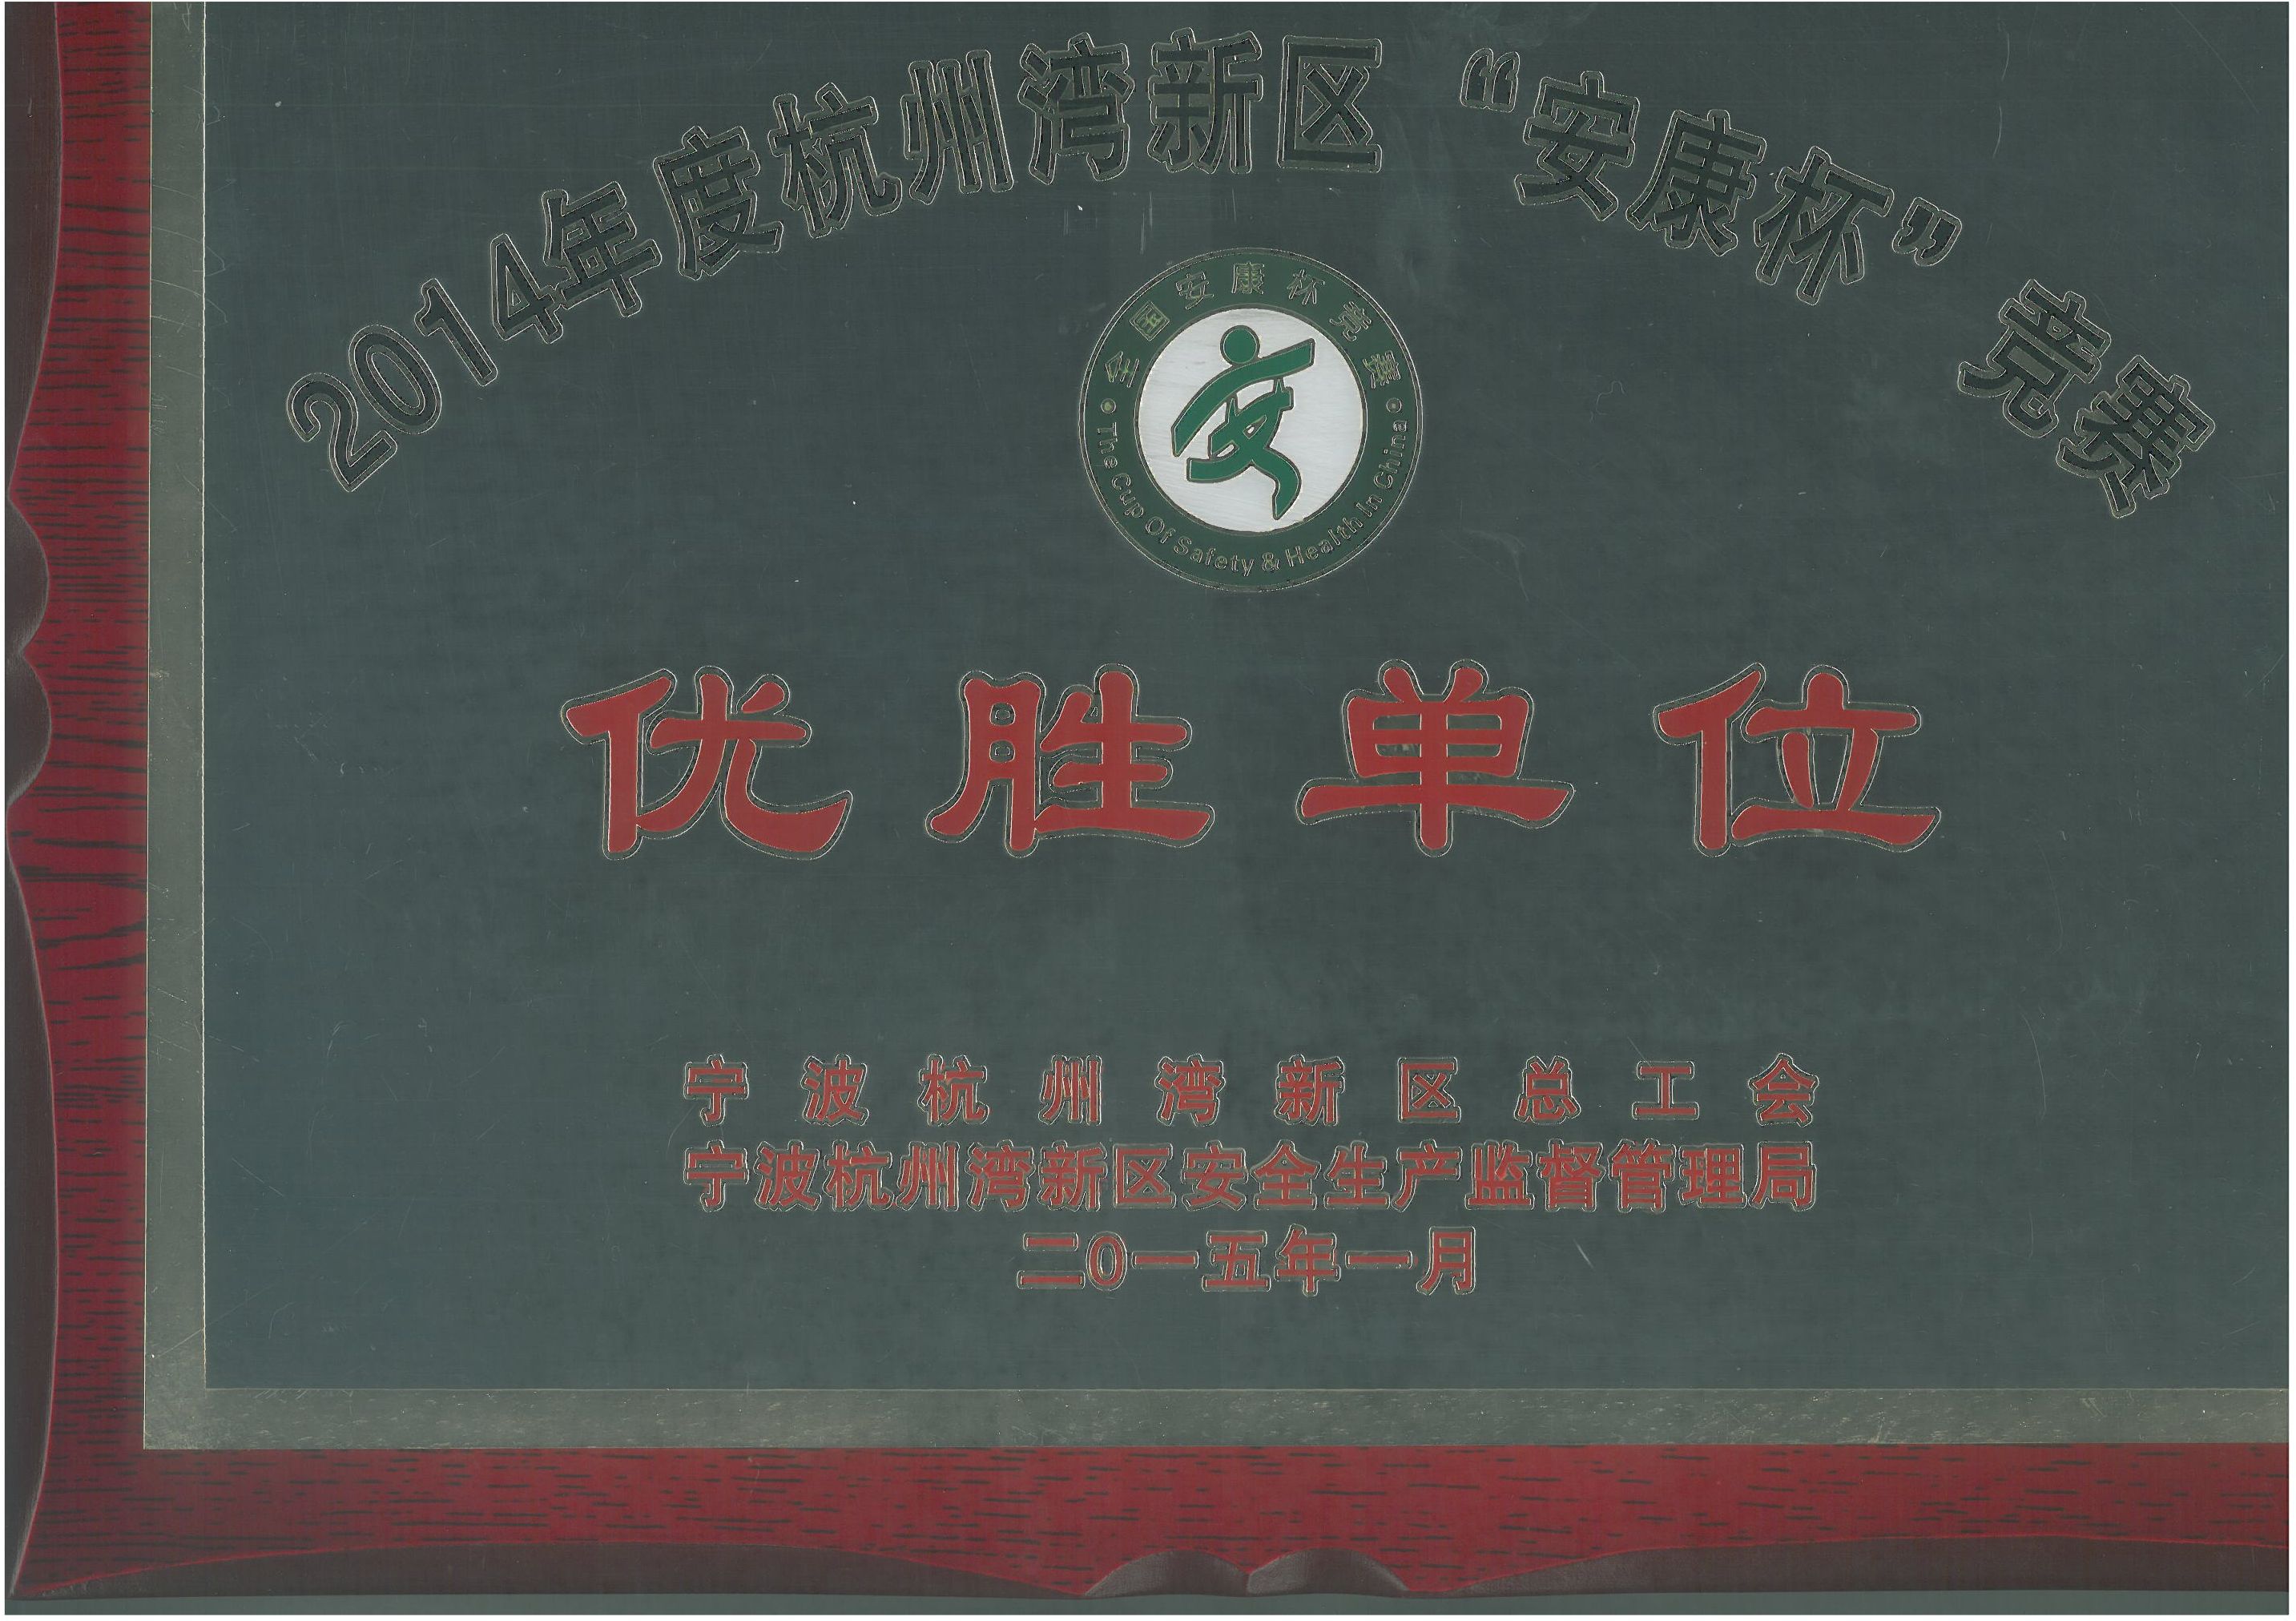 2014年度杭州湾新区“安康杯”竞赛
全国安康杯竞赛
The Cup Of Safety & Health In China
优胜单位
宁波杭州湾新区总工会
宁波杭州湾新区安全生产监督管理局
二0一五年一月